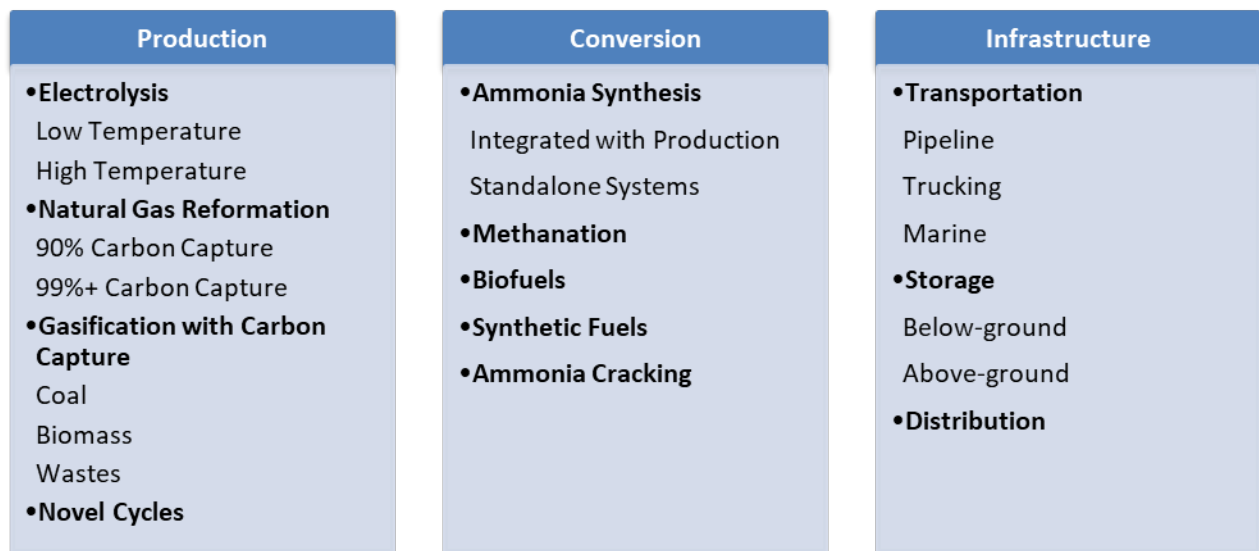 Production
•Electrolysis
Low Temperature
High Temperature
•Natural Gas Reformation
90% Carbon Capture
99%+ Carbon Capture
•Gasification with Carbon
Capture
Coal
Biomass
Wastes
•Novel Cycles
Conversion
•Ammonia Synthesis
Integrated with Production
Standalone Systems
•Methanation
•Biofuels
•Synthetic Fuels
•Ammonia Cracking
Infrastructure
•Transportation
Pipeline
Trucking
Marine
•Storage
Below-ground
Above-ground
•Distribution